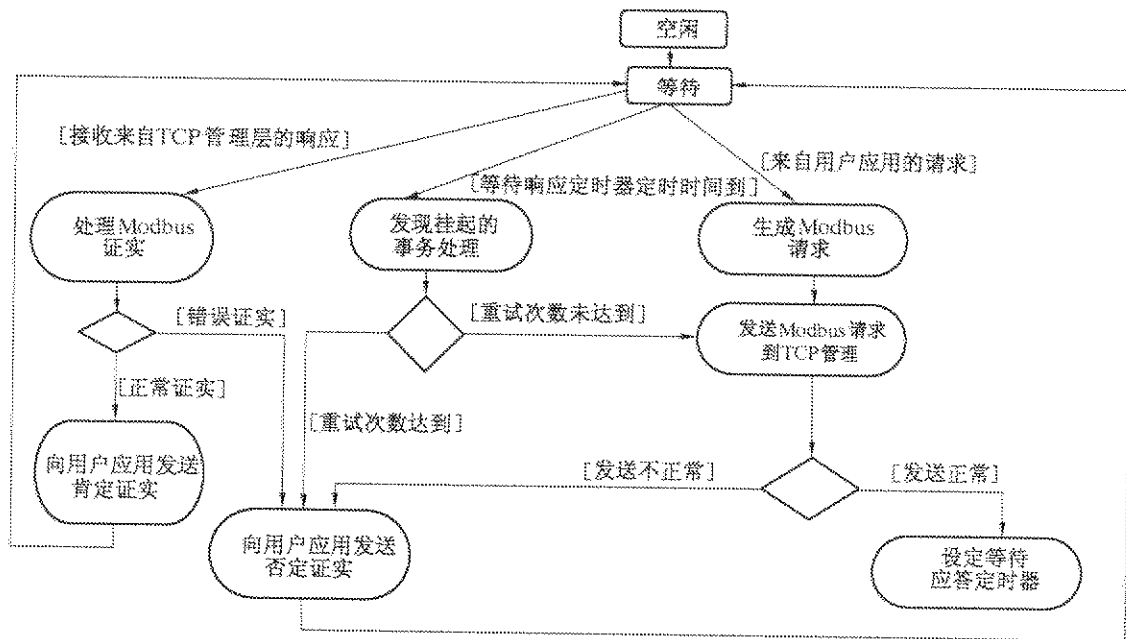 空闲
等待
[接收来自TCP管理层的响应]
[来自用户应用的请求]
[等待响应定时器定时时间到]
处理Modbus
证实
发现挂起的
事务处理
生成Modbus
请求
[错误证实]
[重试次数未达到]
发送Modbus请求
到TCP管理
[正常证实]
[重试次数达到]
向用户应用发送
肯定证实
[发送不正常]
[发送正常]
向用户应用发送
否定证实
设定等待
应答定时器